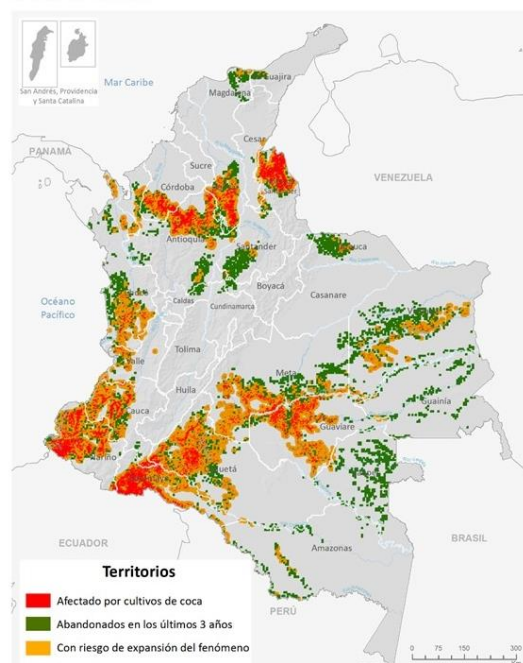 San Andrés, Providencia
y Santa Catalina
Mar Caribe
Guajira
Magdalena
Cesar
PANAMÁ
Sucre
VENEZUELA
Córdoba
Antioquia
Santander
Boyacá
Casanare
Océano
Pacífico
Caldas
Cundinamarca
Tolima
Valle
Meta
Huila
Guainía
Cauca
Guaviare
Nariño
ECUADOR
Amazonas
BRASIL
PERÚ
Territorios
Afectado por cultivos de coca
Abandonados en los últimos 3 años
Con riesgo de expansión del fenómeno
0 75 150 300